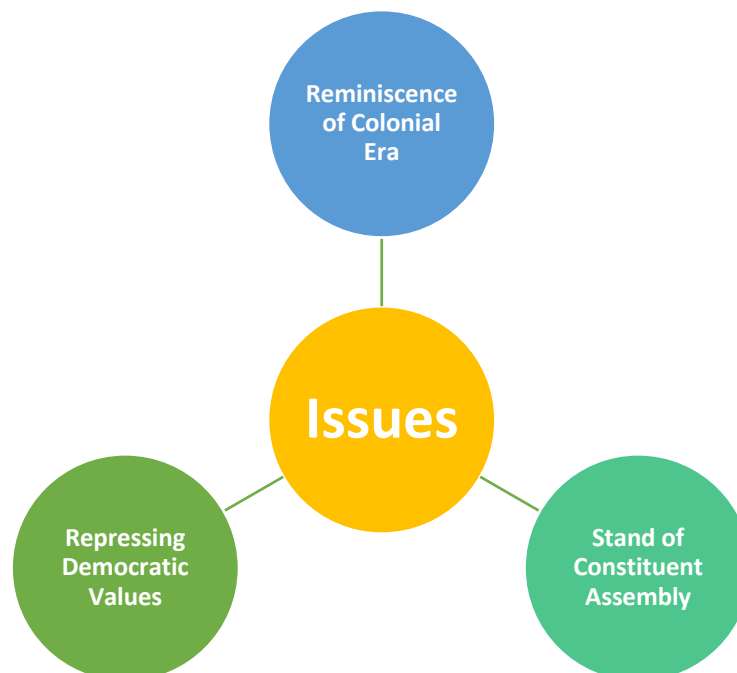 Reminiscence
of Colonial
Era
Issues
Repressing
Democratic
Values
Stand of
Constituent
Assembly